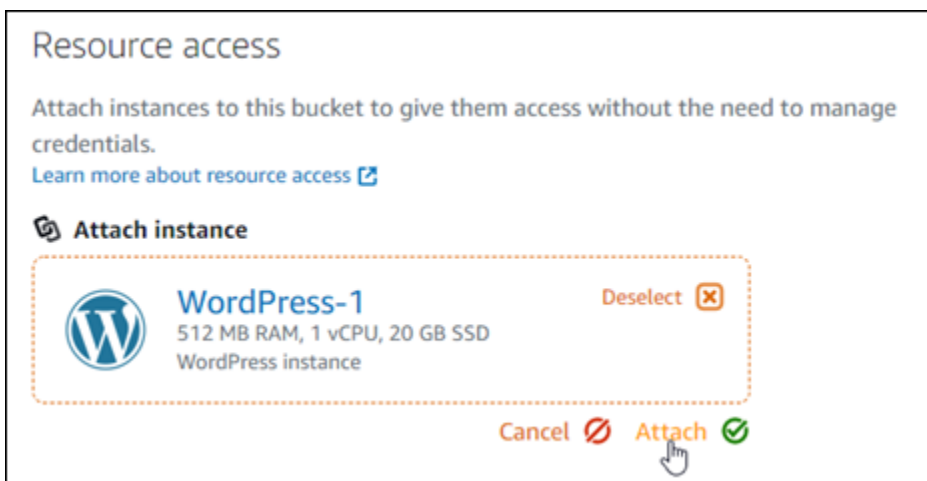 Resource access
Attach instances to this bucket to give them access without the need to manage
credentials.
Learn more about resource access
Attach instance
WordPress-1
Deselect
512 MB RAM, 1 vCPU, 20 GB SSD
WordPress instance
Cancel Attach